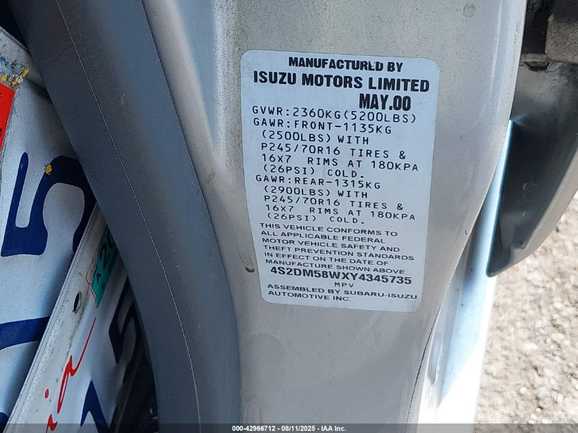 MANUFACTURED BY
ISUZU MOTORS LIMITED
MAY.00
GVWR:2360KG(5200LBS)
GAWR:FRONT-1135KG
(2500LBS) WITH
P245/70R16 TIRES &
16X7 RIMS AT 180KPA
(26PSI) COLD.
GAWR:REAR-1315KG
(2900LBS) WITH
P245/70R16 TIRES &
16X7 RIMS AT 180KPA
(26PSI) COLD.
THIS VEHICLE CONFORMS TO
ALL APPLICABLE FEDERAL
MOTOR VEHICLE SAFETY AND
THEFT PREVENTION STANDARDS
IN EFFECT ON THE DATE OF
MANUFACTURE SHOWN ABOVE
4S2DM58WXY4345735
MPV
ASSEMBLED BY SUBARU-ISUZU
AUTOMOTIVE INC.
5
5
000-42966712 - 08/11/2025 - IAA Inc.